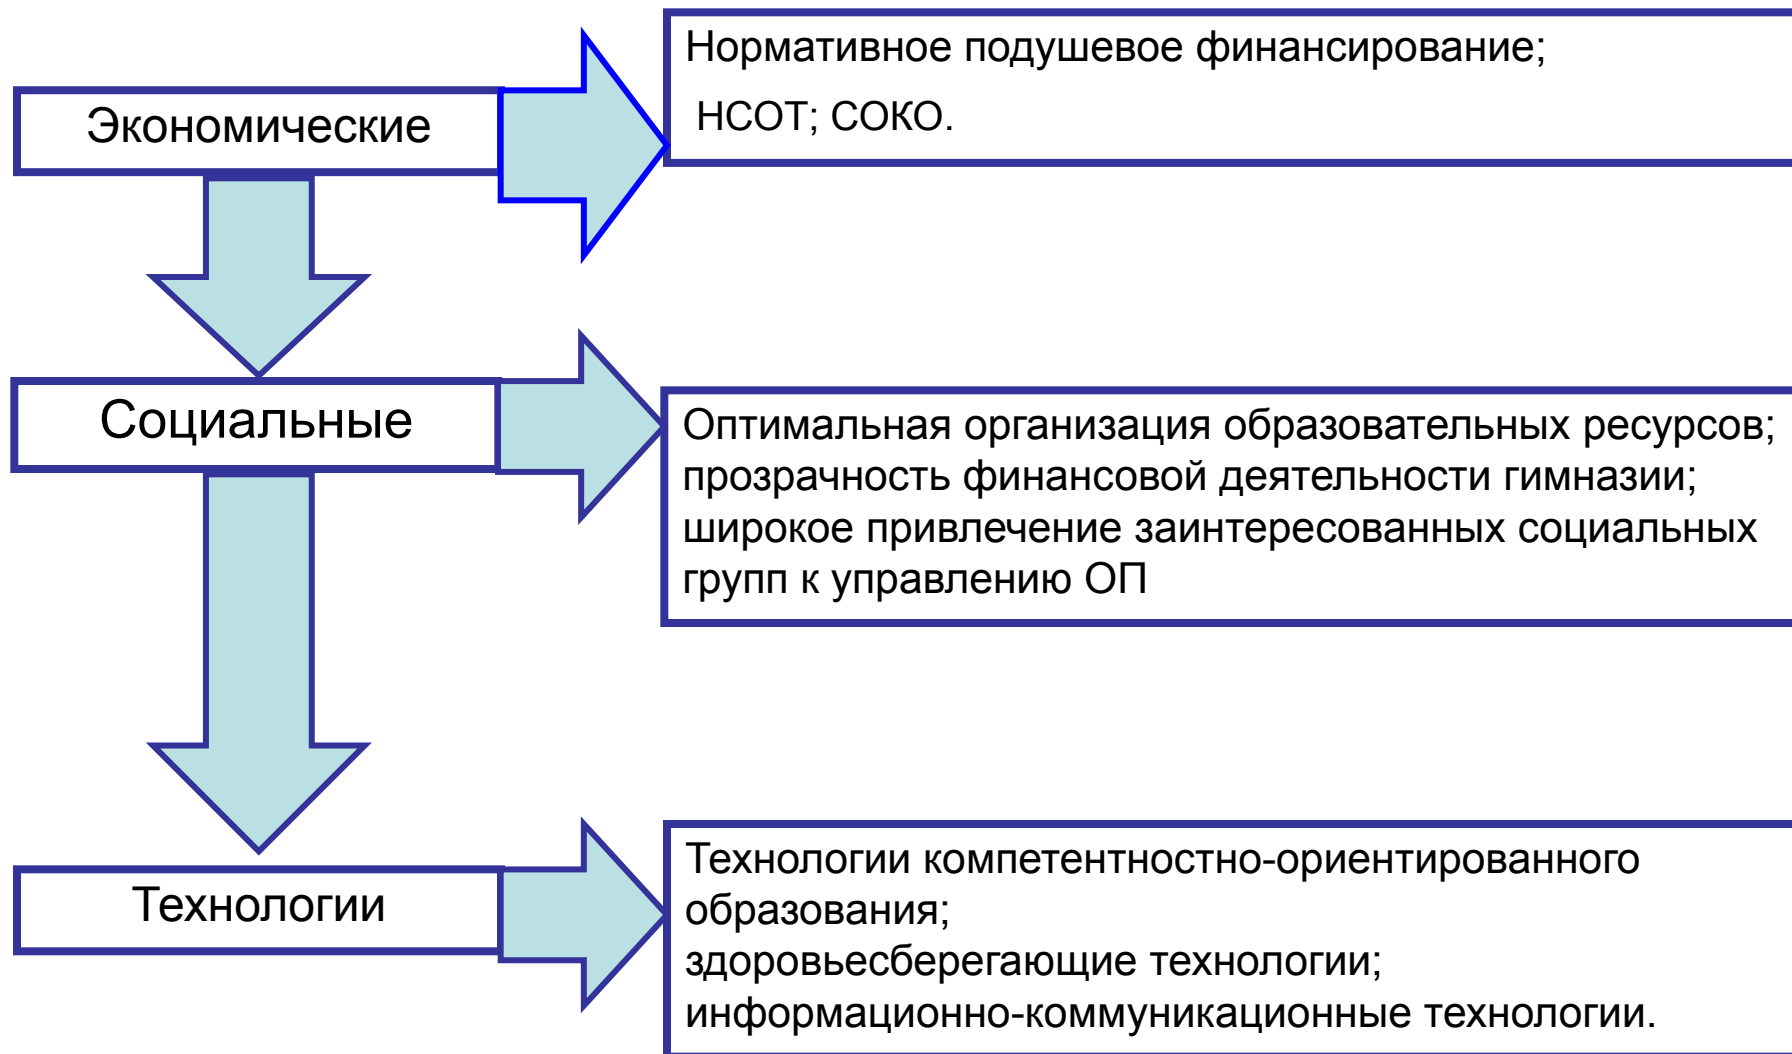 Экономические
Нормативное подушевое финансирование;
НСОТ; СОКО.
Социальные
Оптимальная организация образовательных ресурсов;
прозрачность финансовой деятельности гимназии;
широкое привлечение заинтересованных социальных
групп к управлению ОП
Технологии
Технологии компетентностно-ориентированного
образования;
здоровьесберегающие технологии;
информационно-коммуникационные технологии.